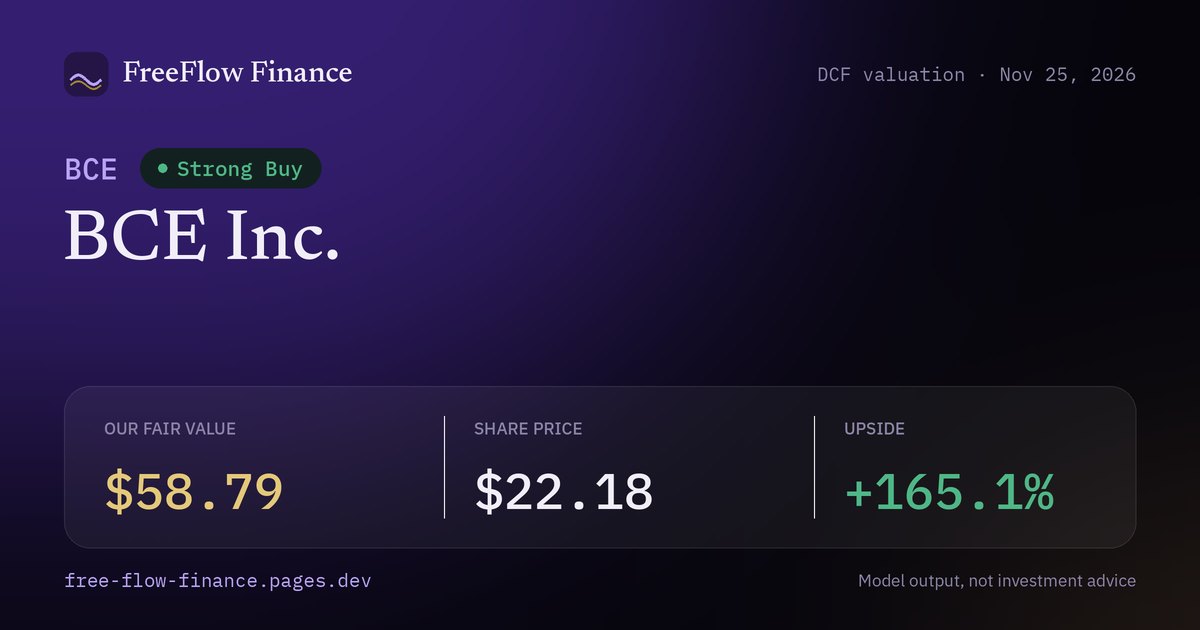 FreeFlow Finance
DCF valuation · Nov 25, 2026
BCE
Strong Buy
BCE Inc.
OUR FAIR VALUE
$58.79
SHARE PRICE
$22.18
UPSIDE
+165.1%
free-flow-finance.pages.dev
Model output, not investment advice